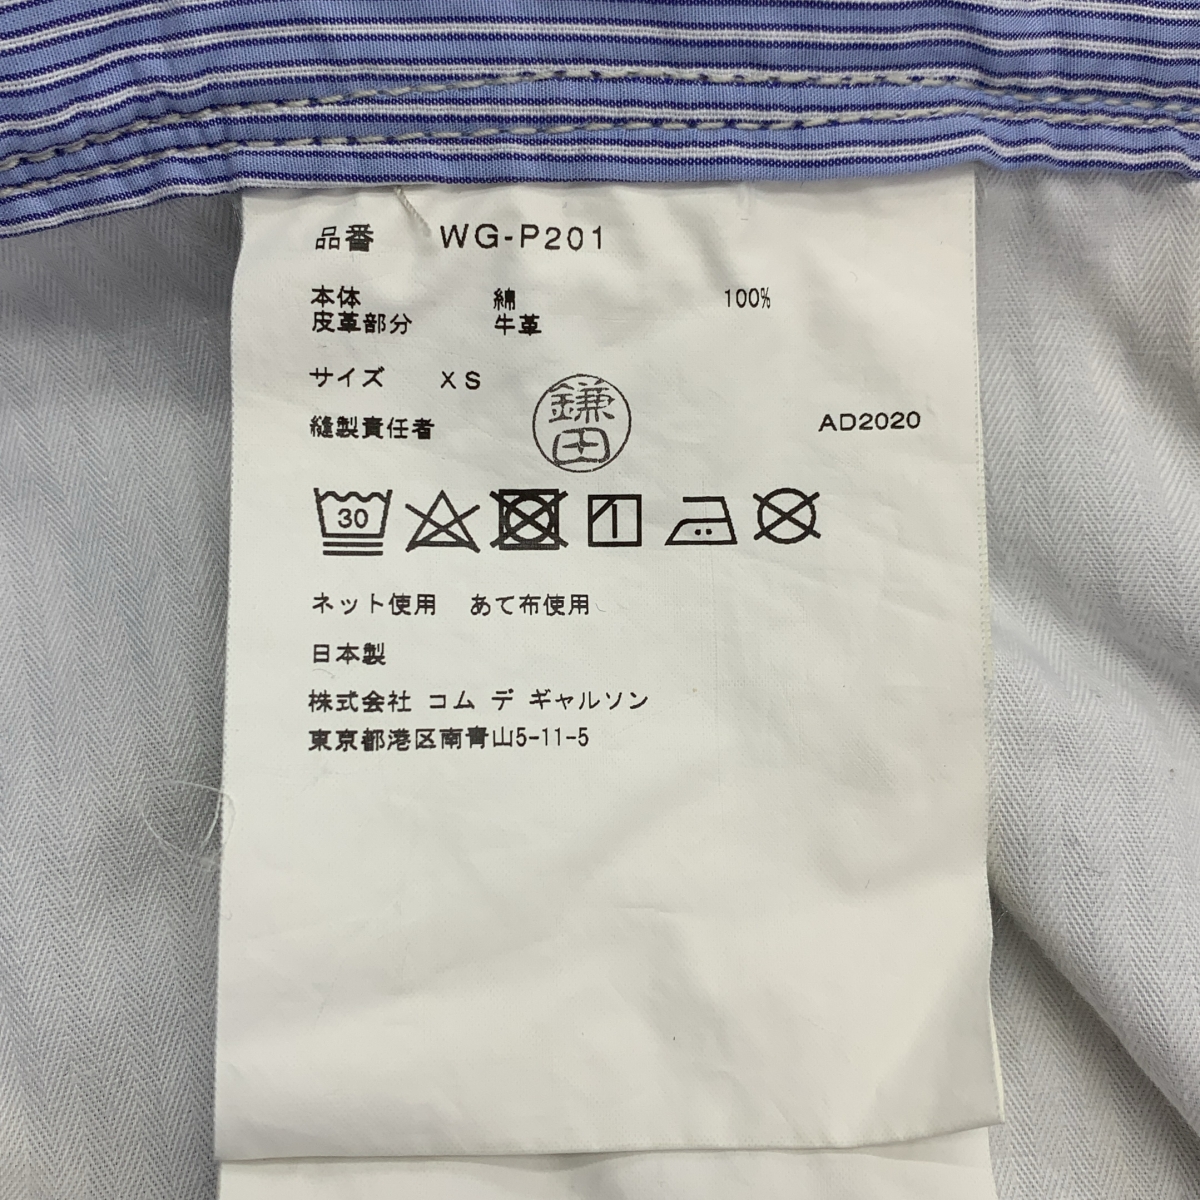 品番 WG-P201
本体 綿 100%
皮革部分 牛革
サイズ XS
鎌田
縫製責任者 AD2020
30
ネット使用 あて布使用
日本製
株式会社 コム デ ギャルソン
東京都港区南青山5-11-5